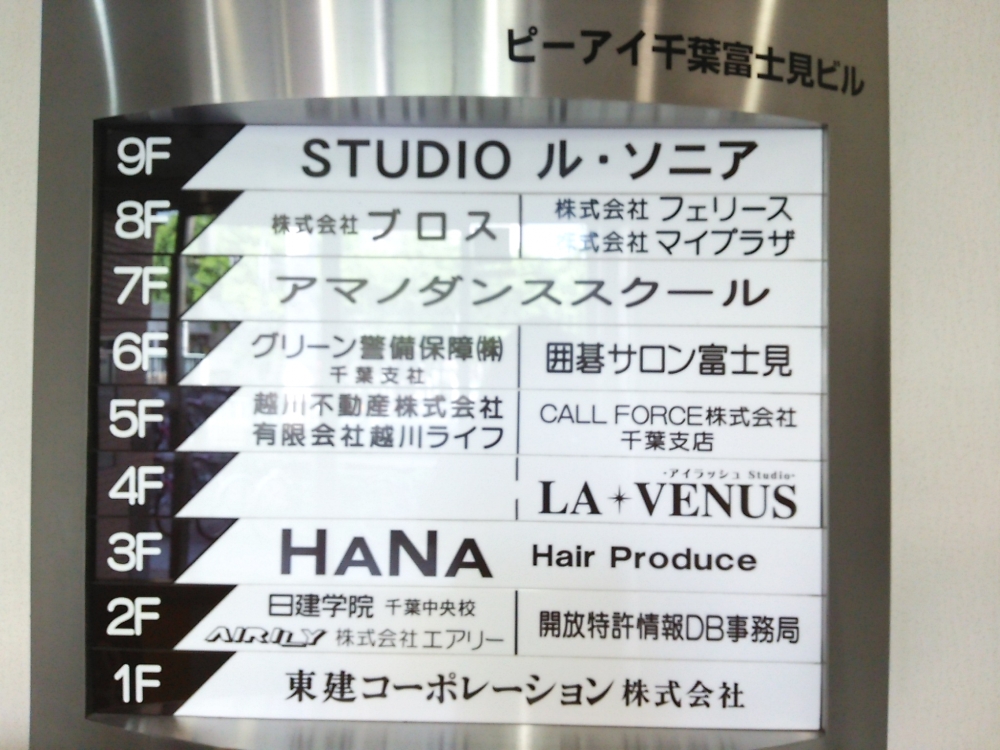 ピーアイ千葉富士見ビル
9F STUDIO ル・ソニア
8F 株式会社 ブロス 株式会社 フェリース
株式会社 マイプラザ
7F アマノダンススクール
6F グリーン警備保障㈱ 囲碁サロン富士見
千葉支社
5F 越川不動産株式会社 CALL FORCE株式会社
有限会社越川ライフ 千葉支店
4F -アイラッシュ Studio-
LA VENUS
3F HANA Hair Produce
2F 日建学院 千葉中央校 開放特許情報DB事務局
AIRILY 株式会社エアリー
1F 東建コーポレーション株式会社